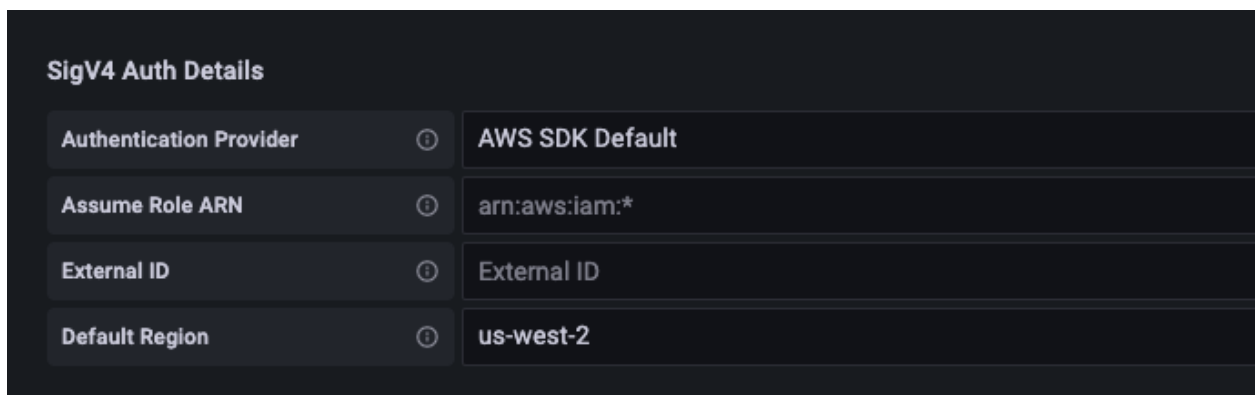 SigV4 Auth Details
Authentication Provider AWS SDK Default
Assume Role ARN arn:aws:iam:*
External ID External ID
Default Region us-west-2